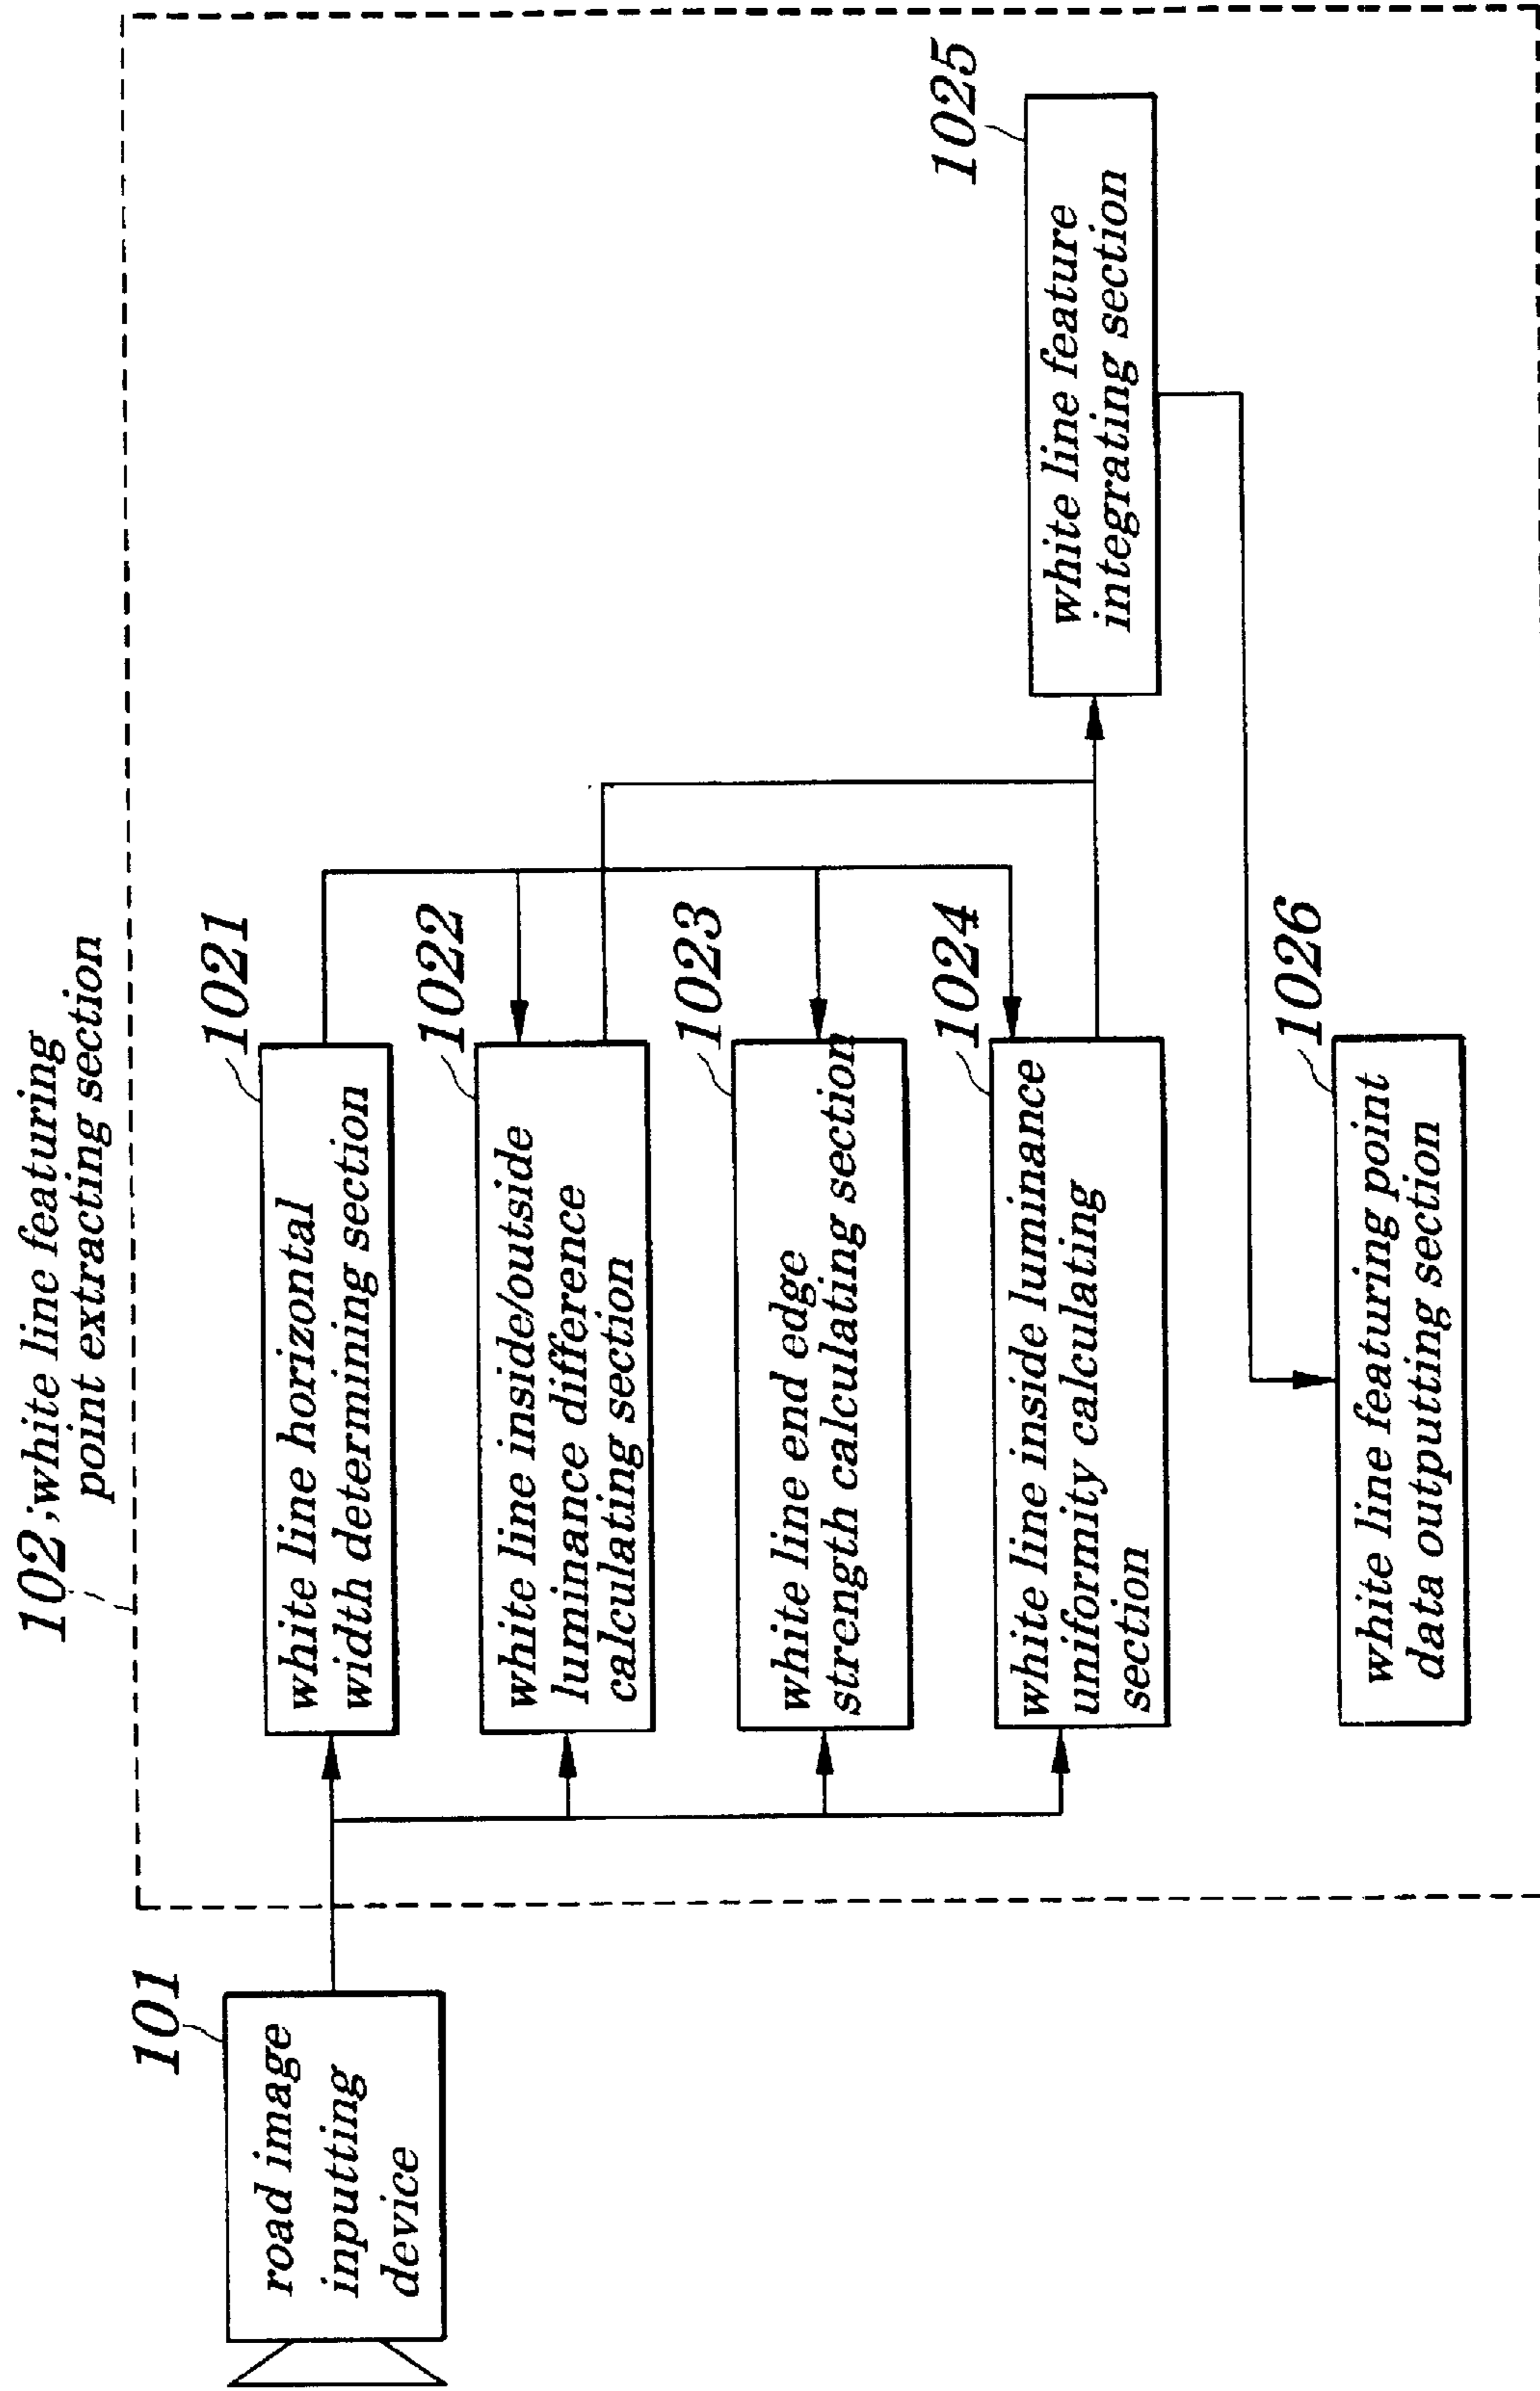 102;white line featuring
point extracting section
101
road image
inputting
device
1021
white line horizontal
width determining section
1022
white line inside/outside
luminance difference
calculating section
1023
white line end edge
strength calculating section
1024
white line inside luminance
uniformity calculating
section
1025
white line feature
integrating section
1026
white line featuring point
data outputting section